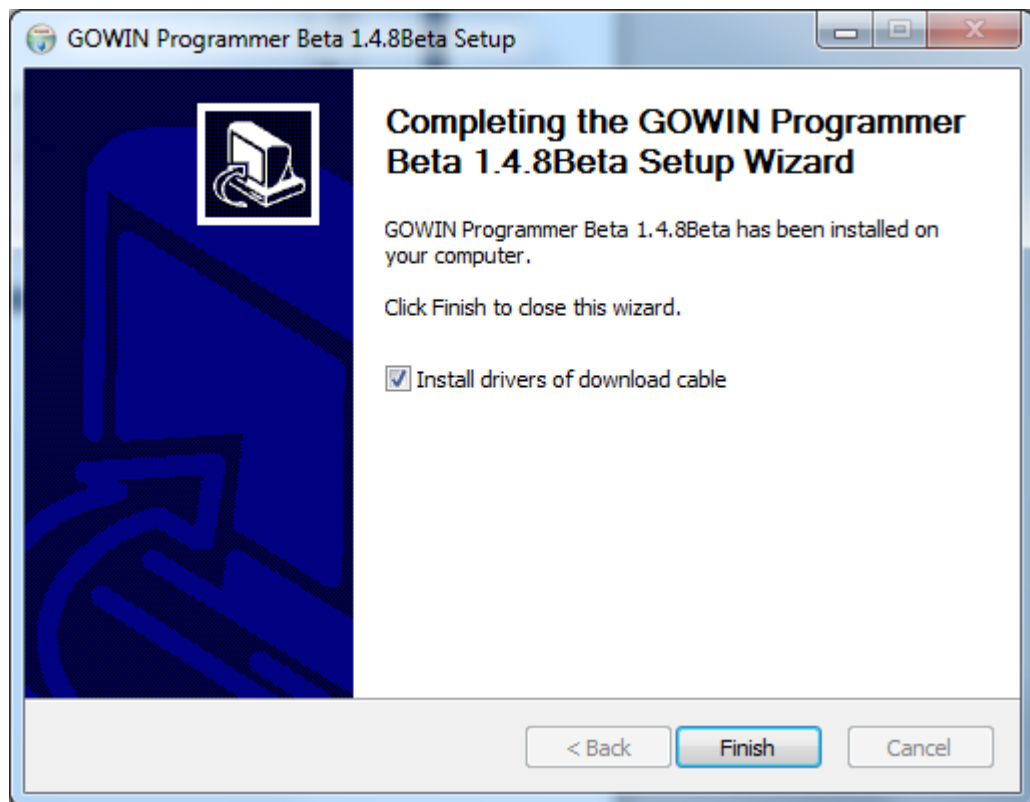 GOWIN Programmer Beta 1.4.8Beta Setup
Completing the GOWIN Programmer
Beta 1.4.8Beta Setup Wizard
GOWIN Programmer Beta 1.4.8Beta has been installed on
your computer.
Click Finish to close this wizard.
Install drivers of download cable
< Back
Finish
Cancel